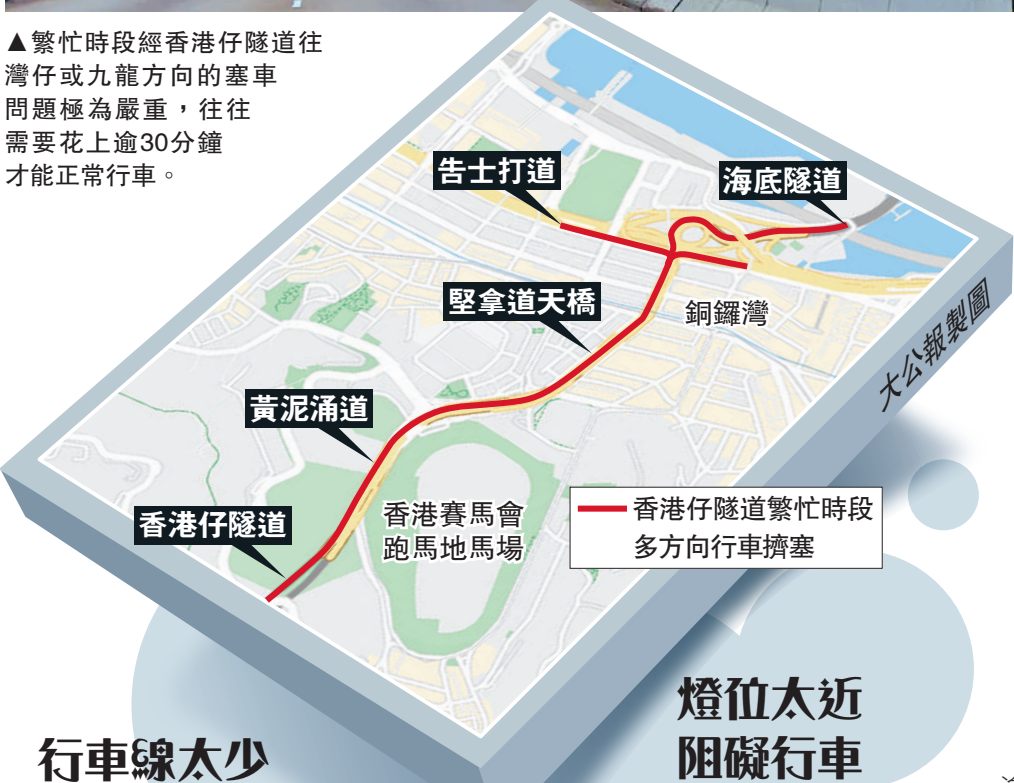 ▲繁忙時段經香港仔隧道往
灣仔或九龍方向的塞車
問題極為嚴重，往往
需要花上逾30分鐘
才能正常行車。
告士打道
海底隧道
堅拿道天橋
銅鑼灣
大公報製圖
黃泥涌道
香港仔隧道
香港賽馬會
跑馬地馬場
香港仔隧道繁忙時段
多方向行車擠塞
燈位太近
阻礙行車
行車線太少